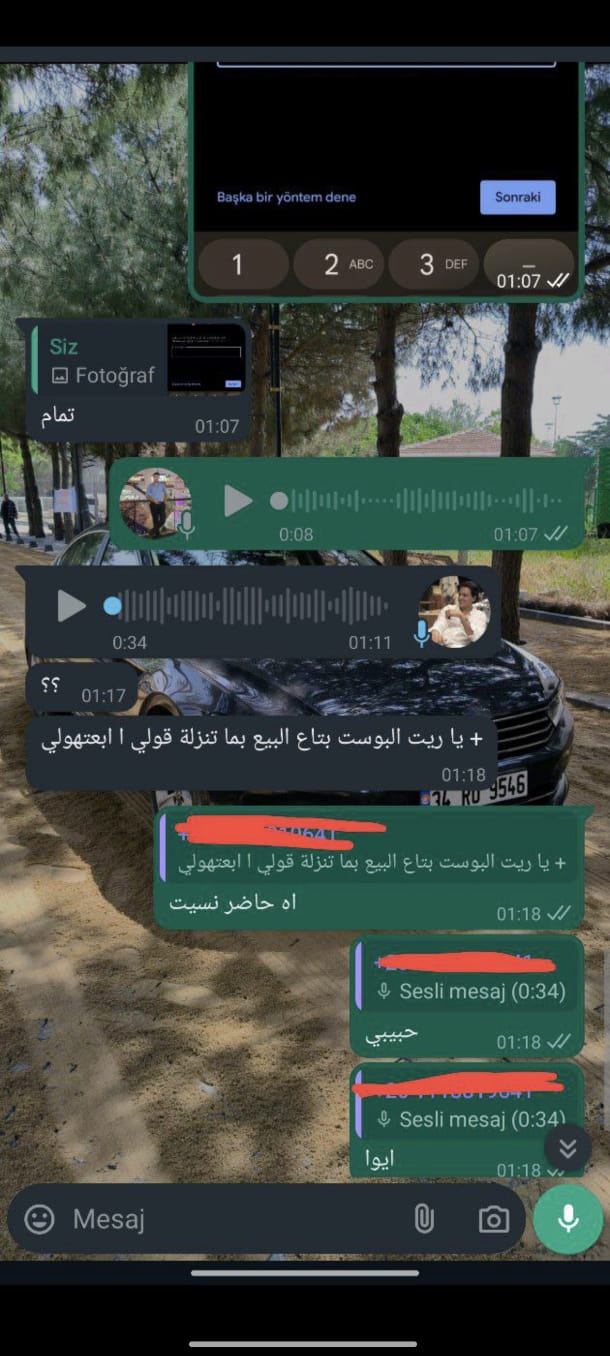 Başka bir yöntem dene
Sonraki
1
2 ABC
3 DEF
01:07
Siz
Fotoğraf
تمام
01:07
0:08
01:07
0:34
01:11
؟؟
01:17
+ يا ريت البوست بتاع البيع بما تنزلة قولي ا ابعتهولي
01:18
34 RU 9546
+ يا ريت البوست بتاع البيع بما تنزلة قولي ا ابعتهولي
اه حاضر نسيت
01:18
Sesli mesaj (0:34)
حبيبي
01:18
Sesli mesaj (0:34)
ايوا
01:18
Mesaj